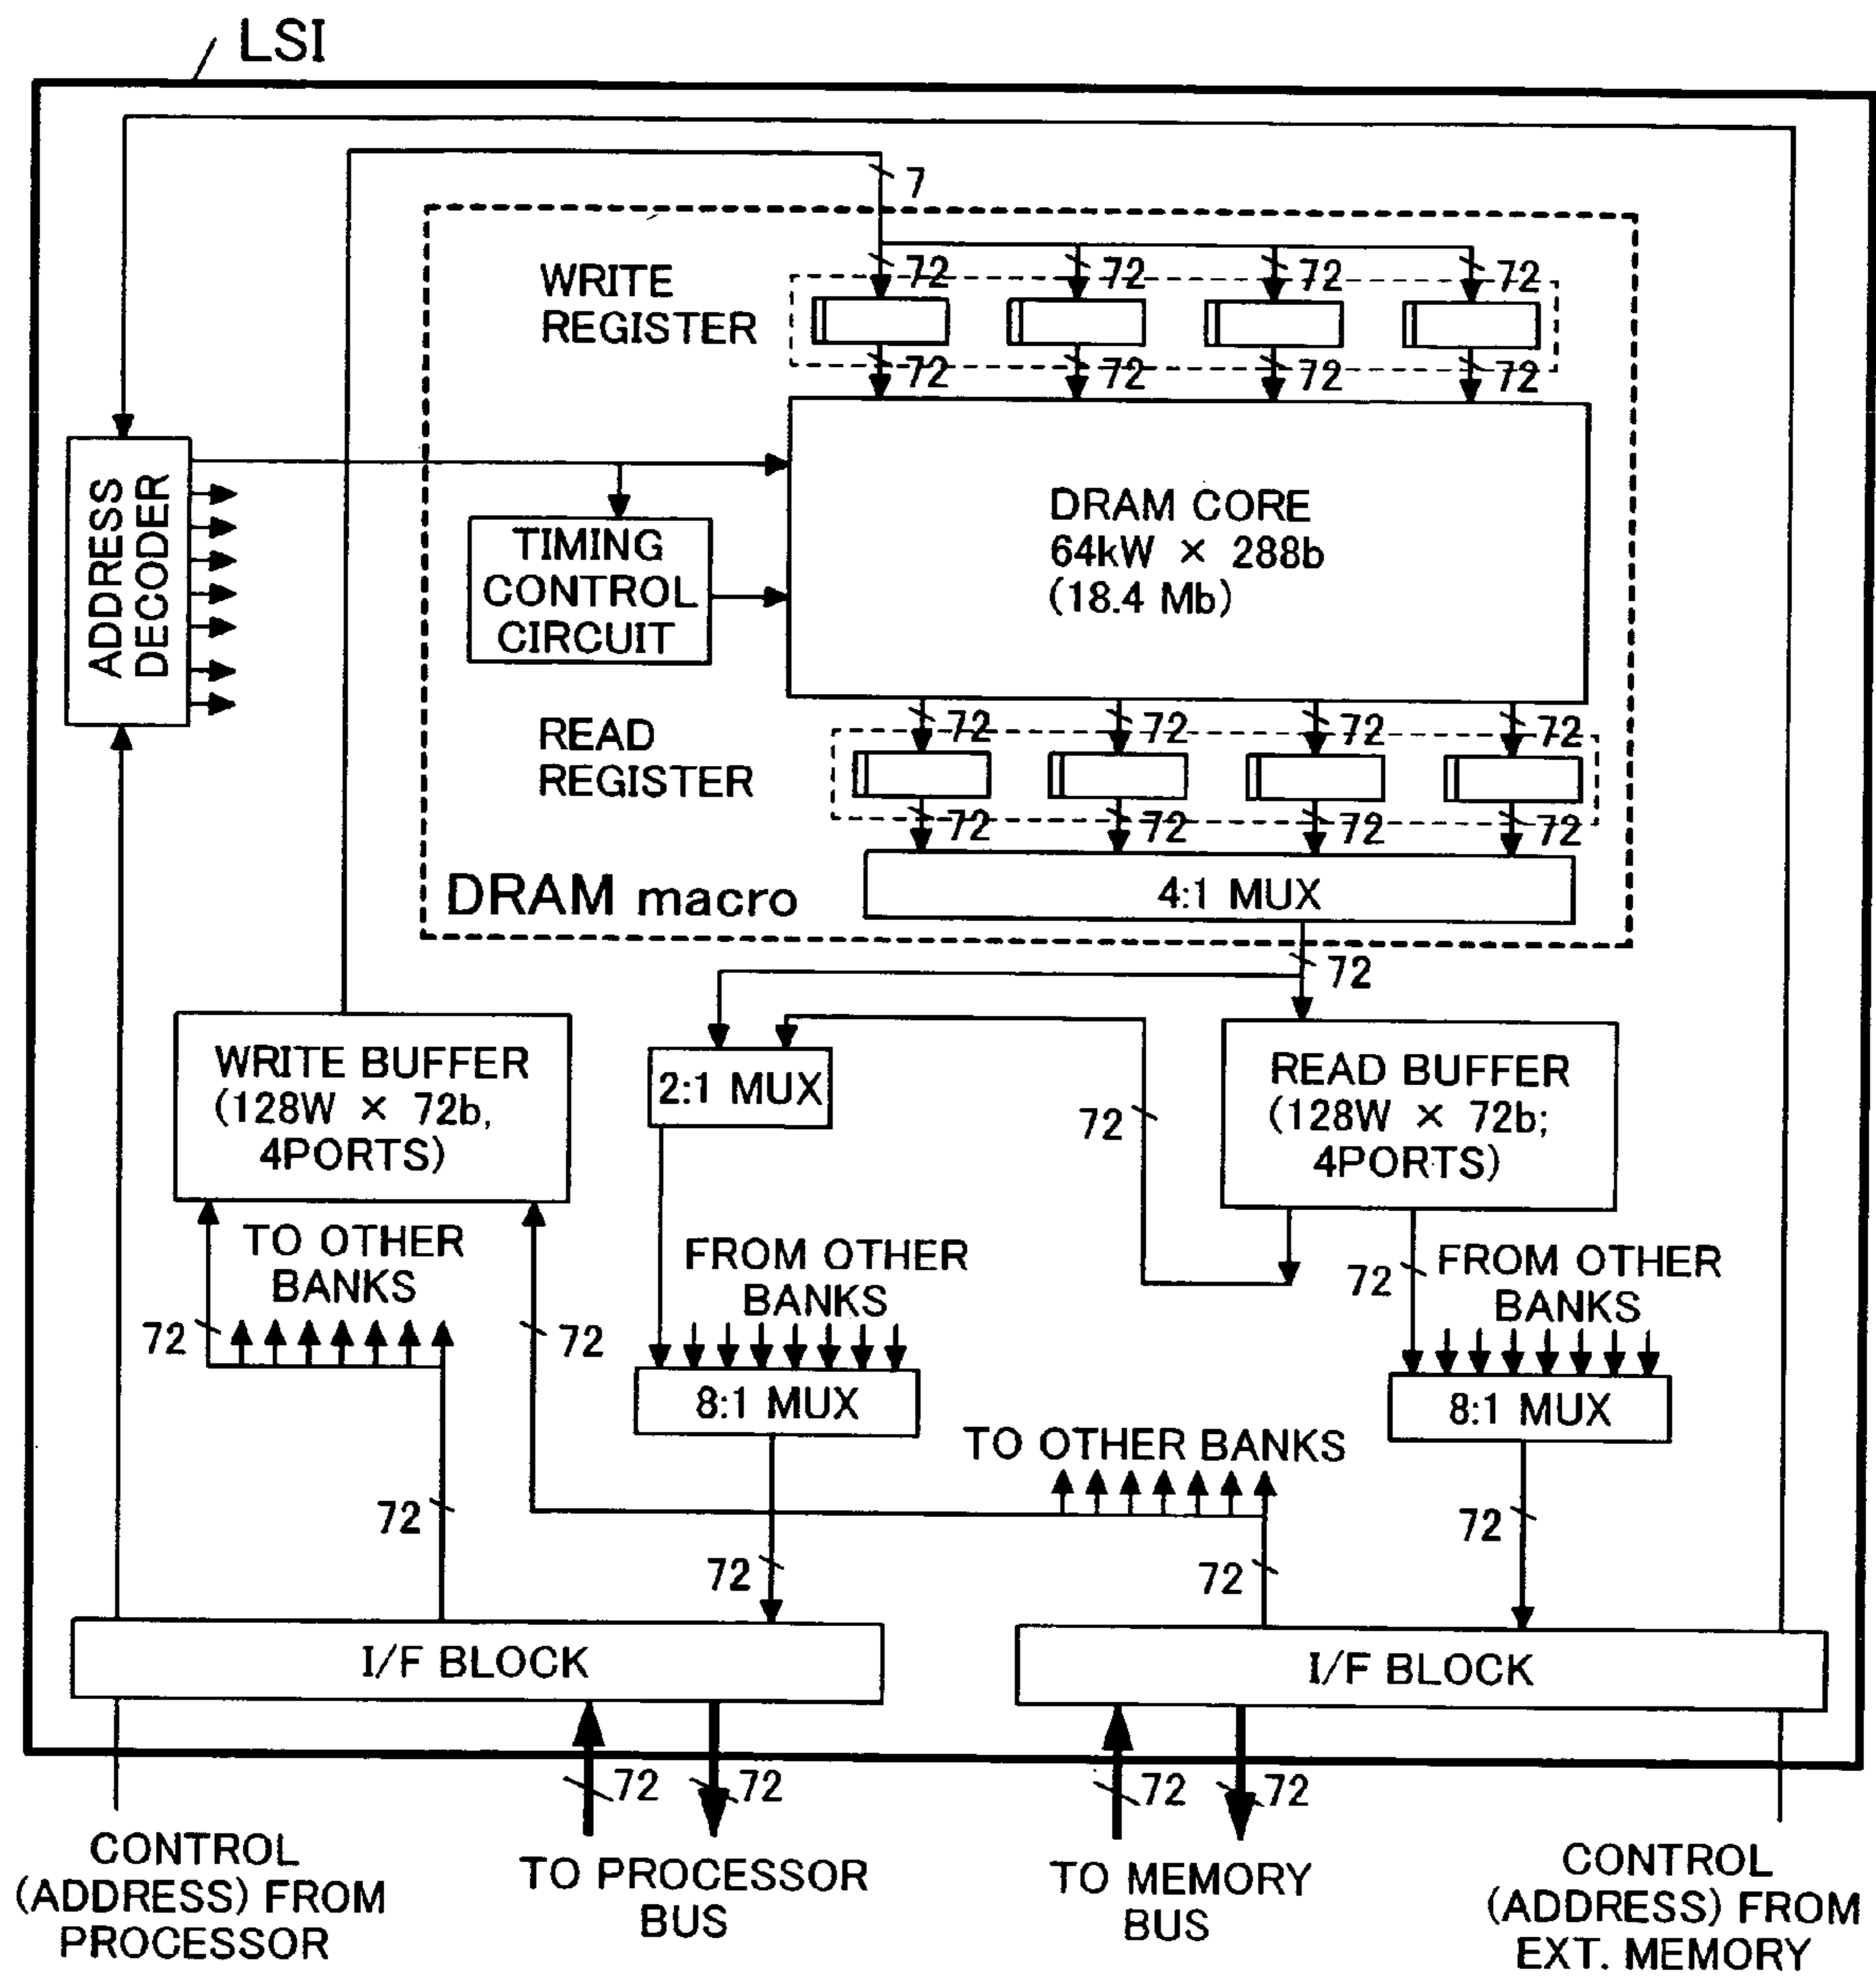 LSI
7
WRITE
REGISTER
72 72 72 72
72 72 72 72
ADDRESS
DECODER
TIMING
CONTROL
CIRCUIT
DRAM CORE
64kW × 288b
(18.4 Mb)
READ
REGISTER
72 72 72 72
72 72 72 72
DRAM macro
4:1 MUX
72
WRITE BUFFER
(128W × 72b,
4PORTS)
2:1 MUX
72
READ BUFFER
(128W × 72b;
4PORTS)
TO OTHER
BANKS
72
72
FROM OTHER
BANKS
72
FROM OTHER
BANKS
8:1 MUX
8:1 MUX
TO OTHER BANKS
72
72
72
72
I/F BLOCK
I/F BLOCK
72 72 72 72
CONTROL
(ADDRESS) FROM
PROCESSOR
TO PROCESSOR
BUS
TO MEMORY
BUS
CONTROL
(ADDRESS) FROM
EXT. MEMORY